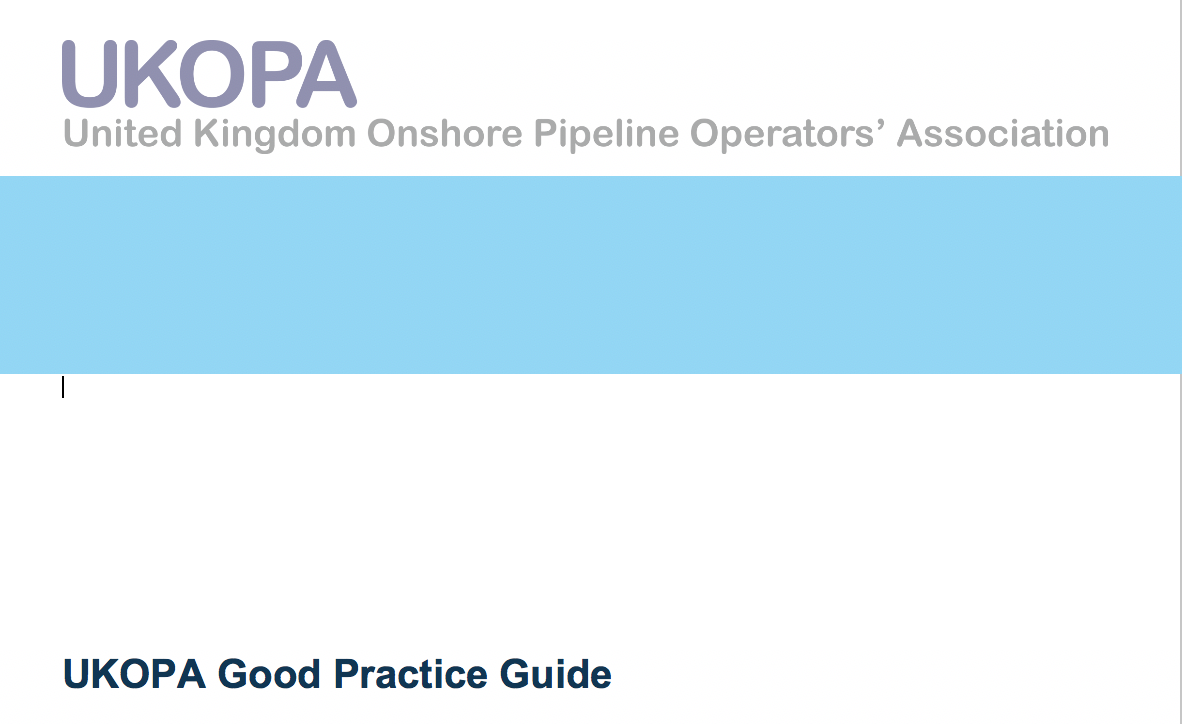 UKOPA
United Kingdom Onshore Pipeline Operators’ Association
UKOPA Good Practice Guide